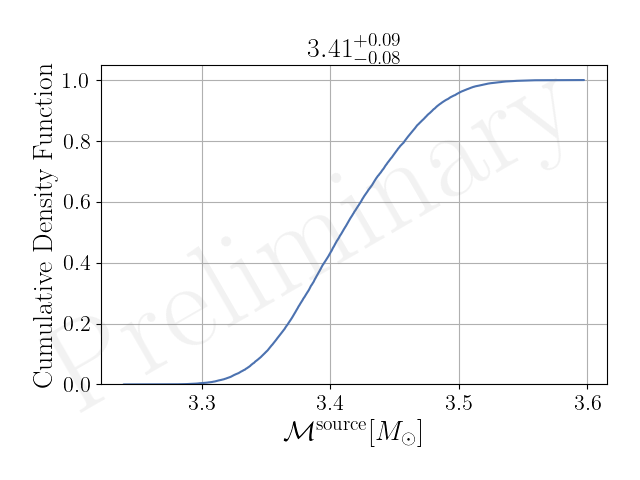 3.41^{+0.09}_{-0.08}
Cumulative Density Function
1.0
0.8
0.6
0.4
0.2
0.0
Preliminary
3.3 3.4 3.5 3.6
ℳ^{source}[M_⊙]